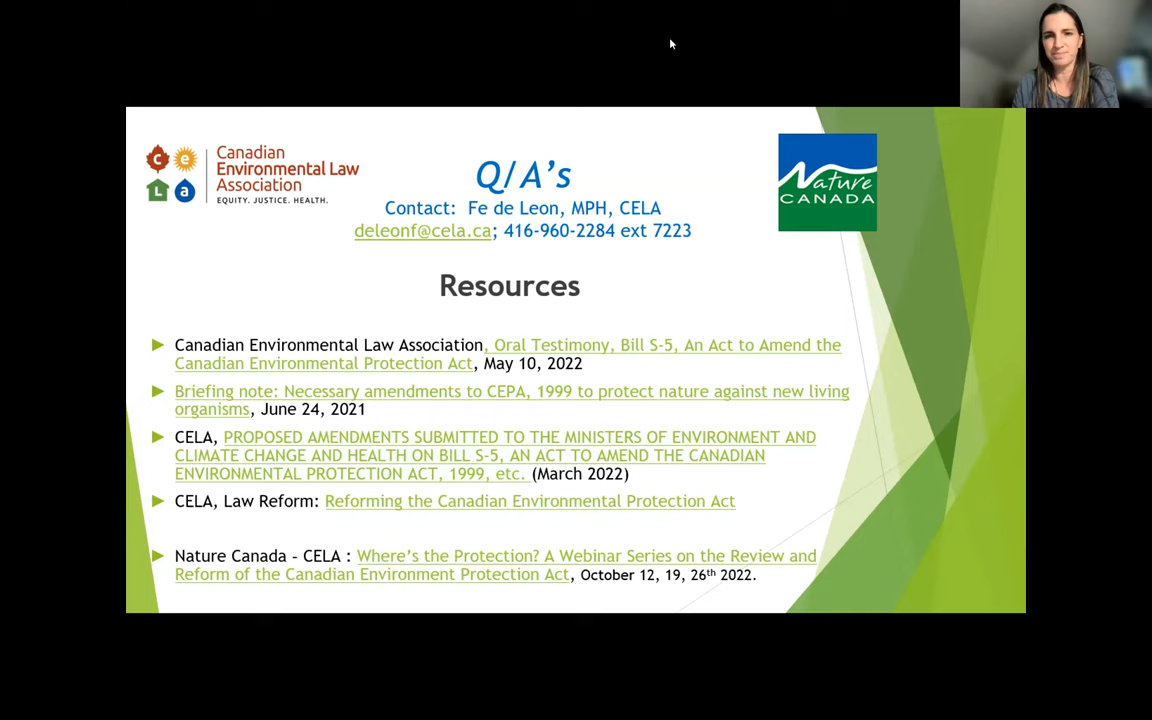 c e L a
Canadian
Environmental Law
Association
EQUITY. JUSTICE. HEALTH.
Q/A’s
Contact:  Fe de Leon, MPH, CELA
deleonf@cela.ca; 416-960-2284 ext 7223
Nature
CANADA
Resources
Canadian Environmental Law Association, Oral Testimony, Bill S-5, An Act to Amend the
Canadian Environmental Protection Act, May 10, 2022
Briefing note: Necessary amendments to CEPA, 1999 to protect nature against new living
organisms, June 24, 2021
CELA, PROPOSED AMENDMENTS SUBMITTED TO THE MINISTERS OF ENVIRONMENT AND
CLIMATE CHANGE AND HEALTH ON BILL S-5, AN ACT TO AMEND THE CANADIAN
ENVIRONMENTAL PROTECTION ACT, 1999, etc. (March 2022)
CELA, Law Reform: Reforming the Canadian Environmental Protection Act
Nature Canada – CELA : Where’s the Protection? A Webinar Series on the Review and
Reform of the Canadian Environment Protection Act, October 12, 19, 26th 2022.